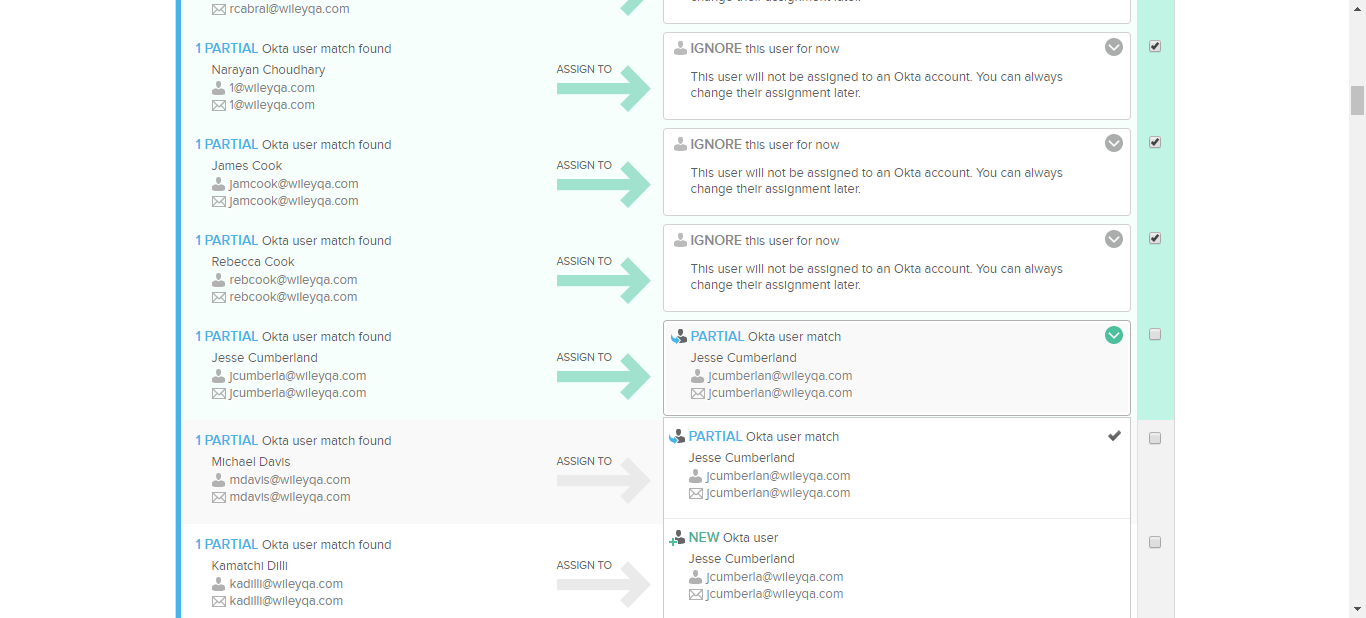 rcabral@wileyqa.com
change their assignment later.
1 PARTIAL Okta user match found
Narayan Choudhary
1@wileyqa.com
1@wileyqa.com
ASSIGN TO
IGNORE this user for now
This user will not be assigned to an Okta account. You can always
change their assignment later.
1 PARTIAL Okta user match found
James Cook
jamcook@wileyqa.com
jamcook@wileyqa.com
ASSIGN TO
IGNORE this user for now
This user will not be assigned to an Okta account. You can always
change their assignment later.
1 PARTIAL Okta user match found
Rebecca Cook
rebcook@wileyqa.com
rebcook@wileyqa.com
ASSIGN TO
IGNORE this user for now
This user will not be assigned to an Okta account. You can always
change their assignment later.
1 PARTIAL Okta user match found
Jesse Cumberland
jcumberla@wileyqa.com
jcumberla@wileyqa.com
ASSIGN TO
PARTIAL Okta user match
Jesse Cumberland
jcumberlan@wileyqa.com
jcumberlan@wileyqa.com
1 PARTIAL Okta user match found
Michael Davis
mdavis@wileyqa.com
mdavis@wileyqa.com
ASSIGN TO
PARTIAL Okta user match
Jesse Cumberland
jcumberlan@wileyqa.com
jcumberlan@wileyqa.com
1 PARTIAL Okta user match found
Kamatchi Dilli
kadilli@wileyqa.com
kadilli@wileyqa.com
ASSIGN TO
NEW Okta user
Jesse Cumberland
jcumberla@wileyqa.com
jcumberla@wileyqa.com